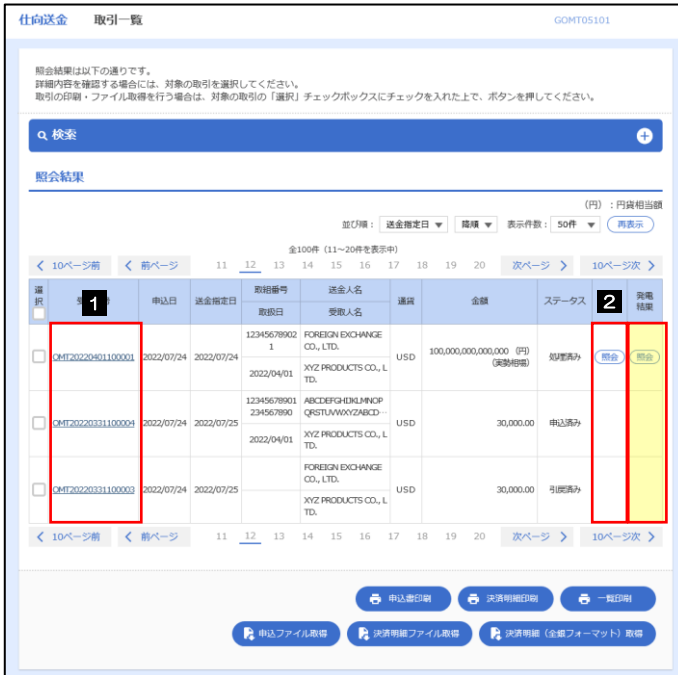 仕向送金 取引一覧 GOMT05101
照会結果は以下の通りです。
詳細内容を確認する場合には、対象の取引を選択してください。
取引の印刷・ファイル取得を行う場合は、対象の取引の「選択」チェックボックスにチェックを入れた上で、ボタンを押してください。
検索
照会結果
(円) : 円貨相当額
並び順： 送金指定日 ▼ 降順 ▼ 表示件数： 50件 ▼ 再表示
全100件（11～20件を表示中）
10ページ前 前ページ 11 12 13 14 15 16 17 18 19 20 次ページ 10ページ次
選択 1 申込日 送金指定日 取組番号 送金人名 通貨 金額 ステータス 2 発電結果
取扱日 受取人名
OMT20220401100001 2022/07/24 2022/07/24 123456789021 FOREIGN EXCHANGE CO., LTD. USD 100,000,000,000,000 (円) (実勢相場) 処理済み 照会 照会
2022/04/01 XYZ PRODUCTS CO., LTD.
OMT20220331100004 2022/07/24 2022/07/25 12345678901234567890 ABCDEFGHIJKLMNOPQRSTUVWXYZABCD… USD 30,000.00 申込済み
2022/04/01 XYZ PRODUCTS CO., LTD.
OMT20220331100003 2022/07/24 2022/07/25 FOREIGN EXCHANGE CO., LTD. USD 30,000.00 引戻済み
XYZ PRODUCTS CO., LTD.
10ページ前 前ページ 11 12 13 14 15 16 17 18 19 20 次ページ 10ページ次
申込書印刷 決済明細印刷 一覧印刷
申込ファイル取得 決済明細ファイル取得 決済明細（全銀フォーマット）取得